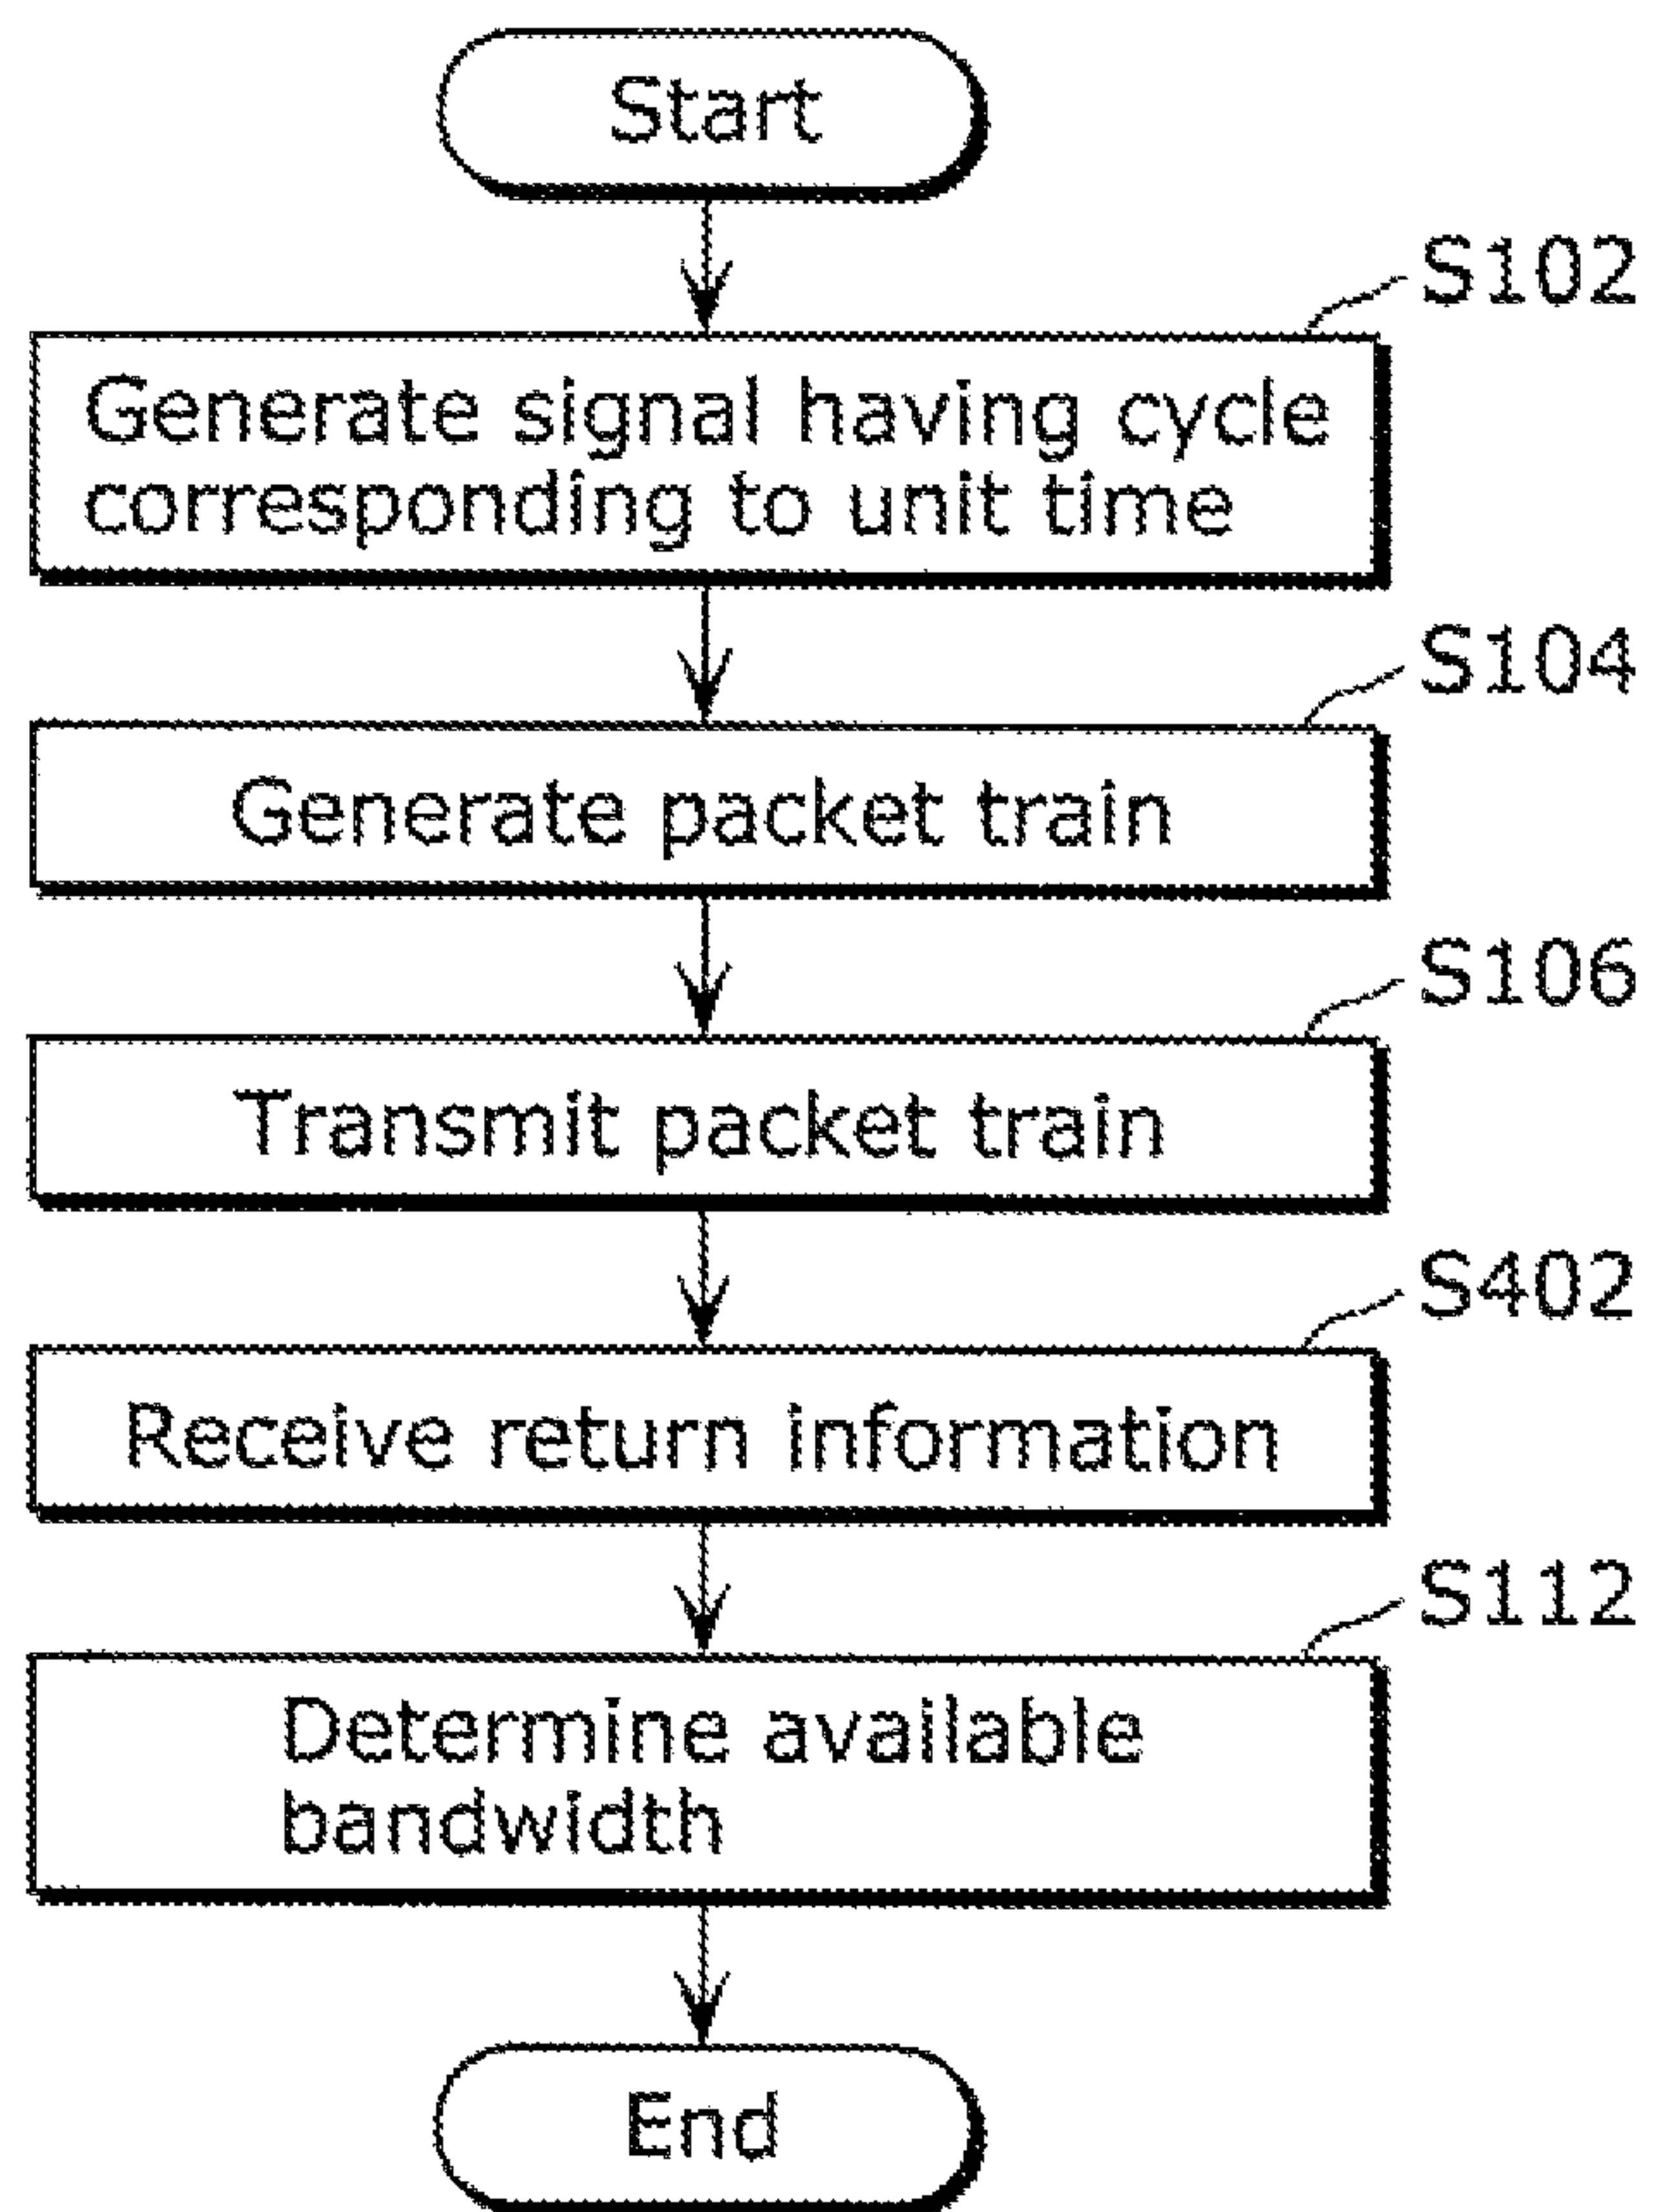 Start
S102
Generate signal having cycle
corresponding to unit time
S104
Generate packet train
S106
Transmit packet train
S402
Receive return information
S112
Determine available
bandwidth
End